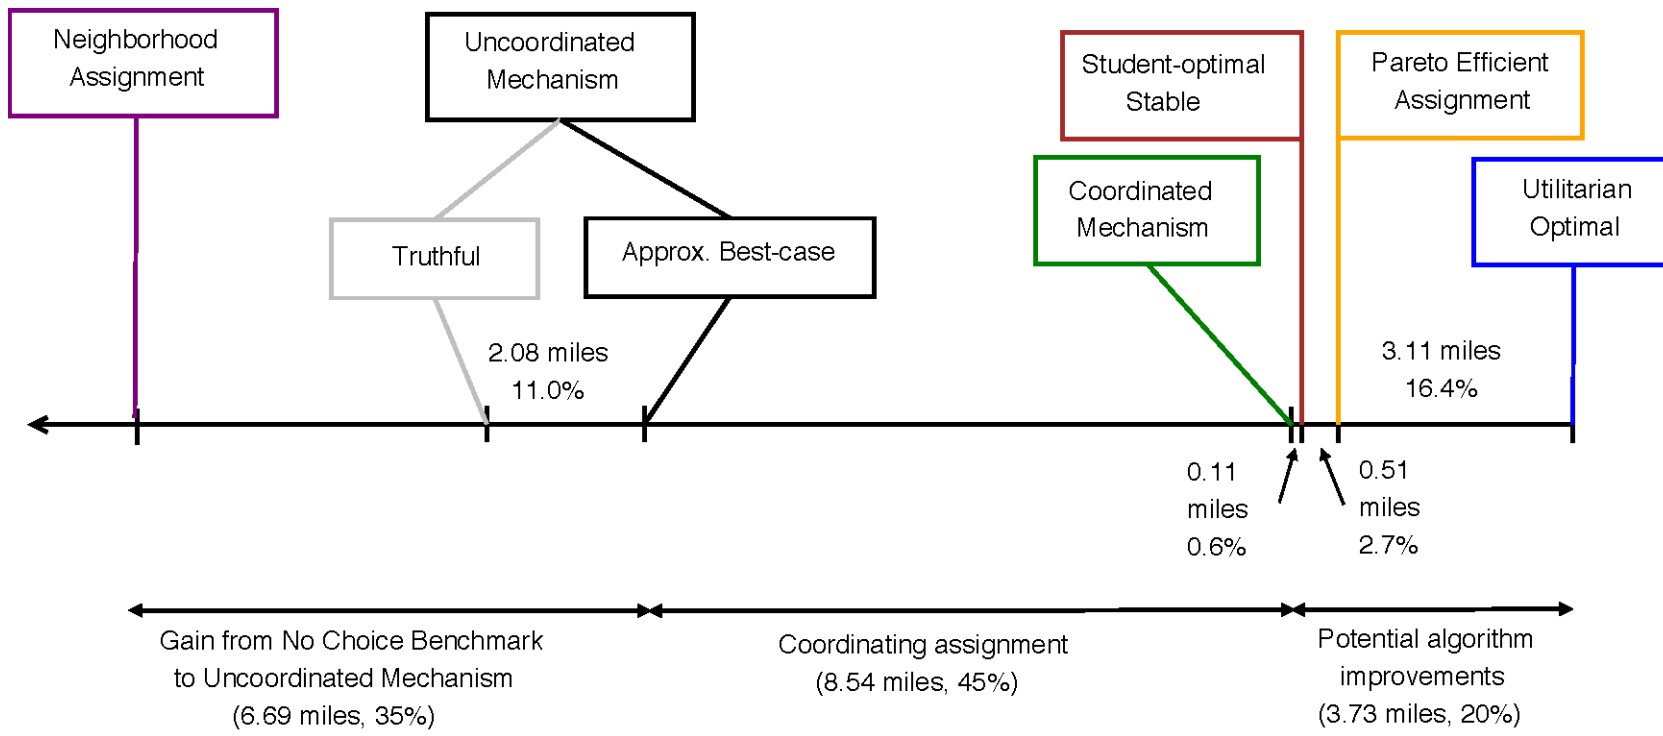 Neighborhood
Assignment
Uncoordinated
Mechanism
Student-optimal
Stable
Pareto Efficient
Assignment
Coordinated
Mechanism
Utilitarian
Optimal
Truthful
Approx. Best-case
2.08 miles
11.0%
3.11 miles
16.4%
0.11
miles
0.6%
0.51
miles
2.7%
Gain from No Choice Benchmark
to Uncoordinated Mechanism
(6.69 miles, 35%)
Coordinating assignment
(8.54 miles, 45%)
Potential algorithm
improvements
(3.73 miles, 20%)